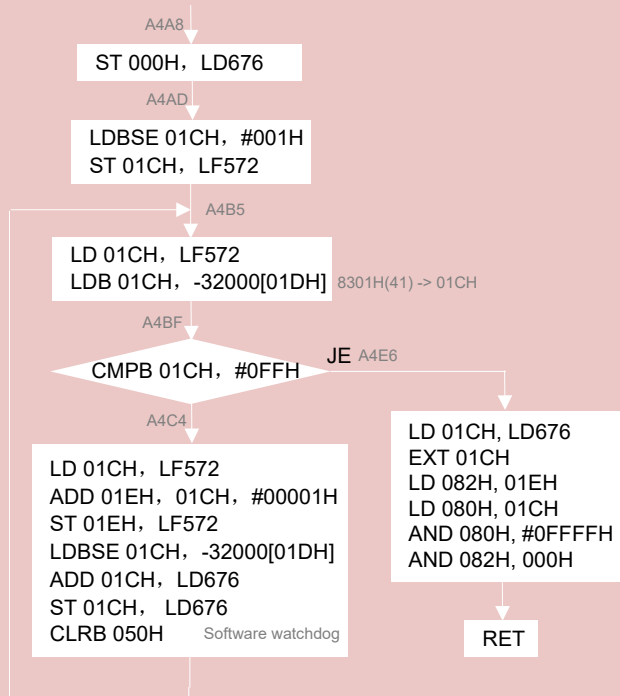 A4A8
ST 000H，LD676
A4AD
LDBSE 01CH，#001H
ST 01CH，LF572
A4B5
LD 01CH，LF572
LDB 01CH，-32000[01DH]
8301H(41) -> 01CH
A4BF
CMPB 01CH，#0FFH
JE A4E6
A4C4
LD 01CH，LF572
ADD 01EH，01CH，#00001H
ST 01EH，LF572
LDBSE 01CH，-32000[01DH]
ADD 01CH，LD676
ST 01CH， LD676
CLRB 050H Software watchdog
LD 01CH, LD676
EXT 01CH
LD 082H, 01EH
LD 080H, 01CH
AND 080H, #0FFFFH
AND 082H, 000H
RET